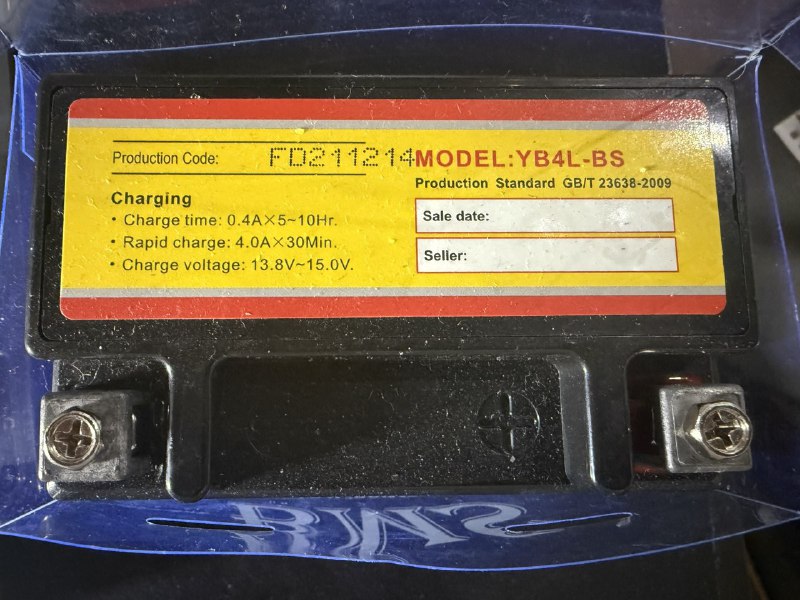 Production Code: FD211214
MODEL:YB4L-BS
Production Standard GB/T 23638-2009
Charging
• Charge time: 0.4A×5~10Hr.
• Rapid charge: 4.0A×30Min.
• Charge voltage: 13.8V~15.0V.
Sale date:
Seller:
+